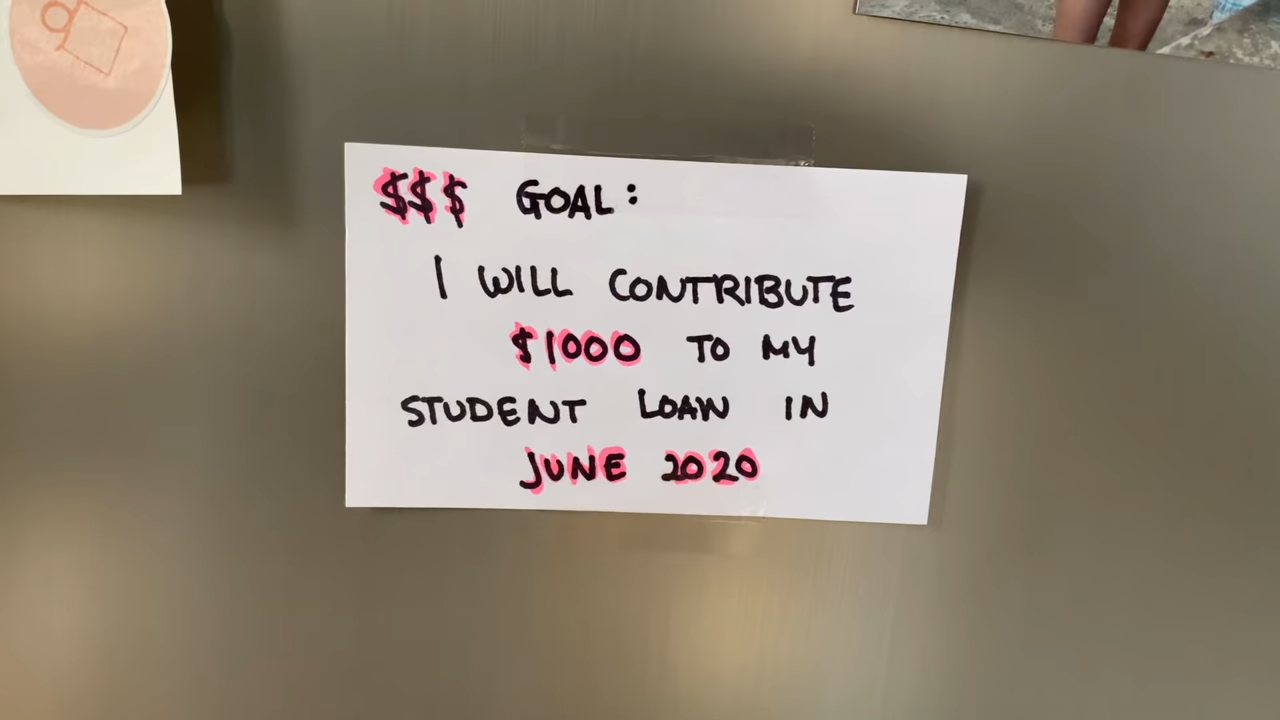 $$$ GOAL:
I WILL CONTRIBUTE
$1000 TO MY
STUDENT LOAN IN
JUNE 2020